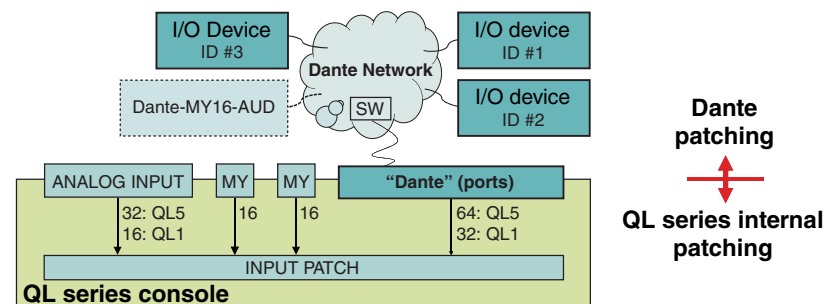 I/O Device
ID #3
I/O device
ID #1
Dante Network
Dante-MY16-AUD
SW
I/O device
ID #2
Dante
patching
QL series internal
patching
ANALOG INPUT
MY
MY
“Dante” (ports)
32: QL5
16: QL1
16
16
64: QL5
32: QL1
INPUT PATCH
QL series console